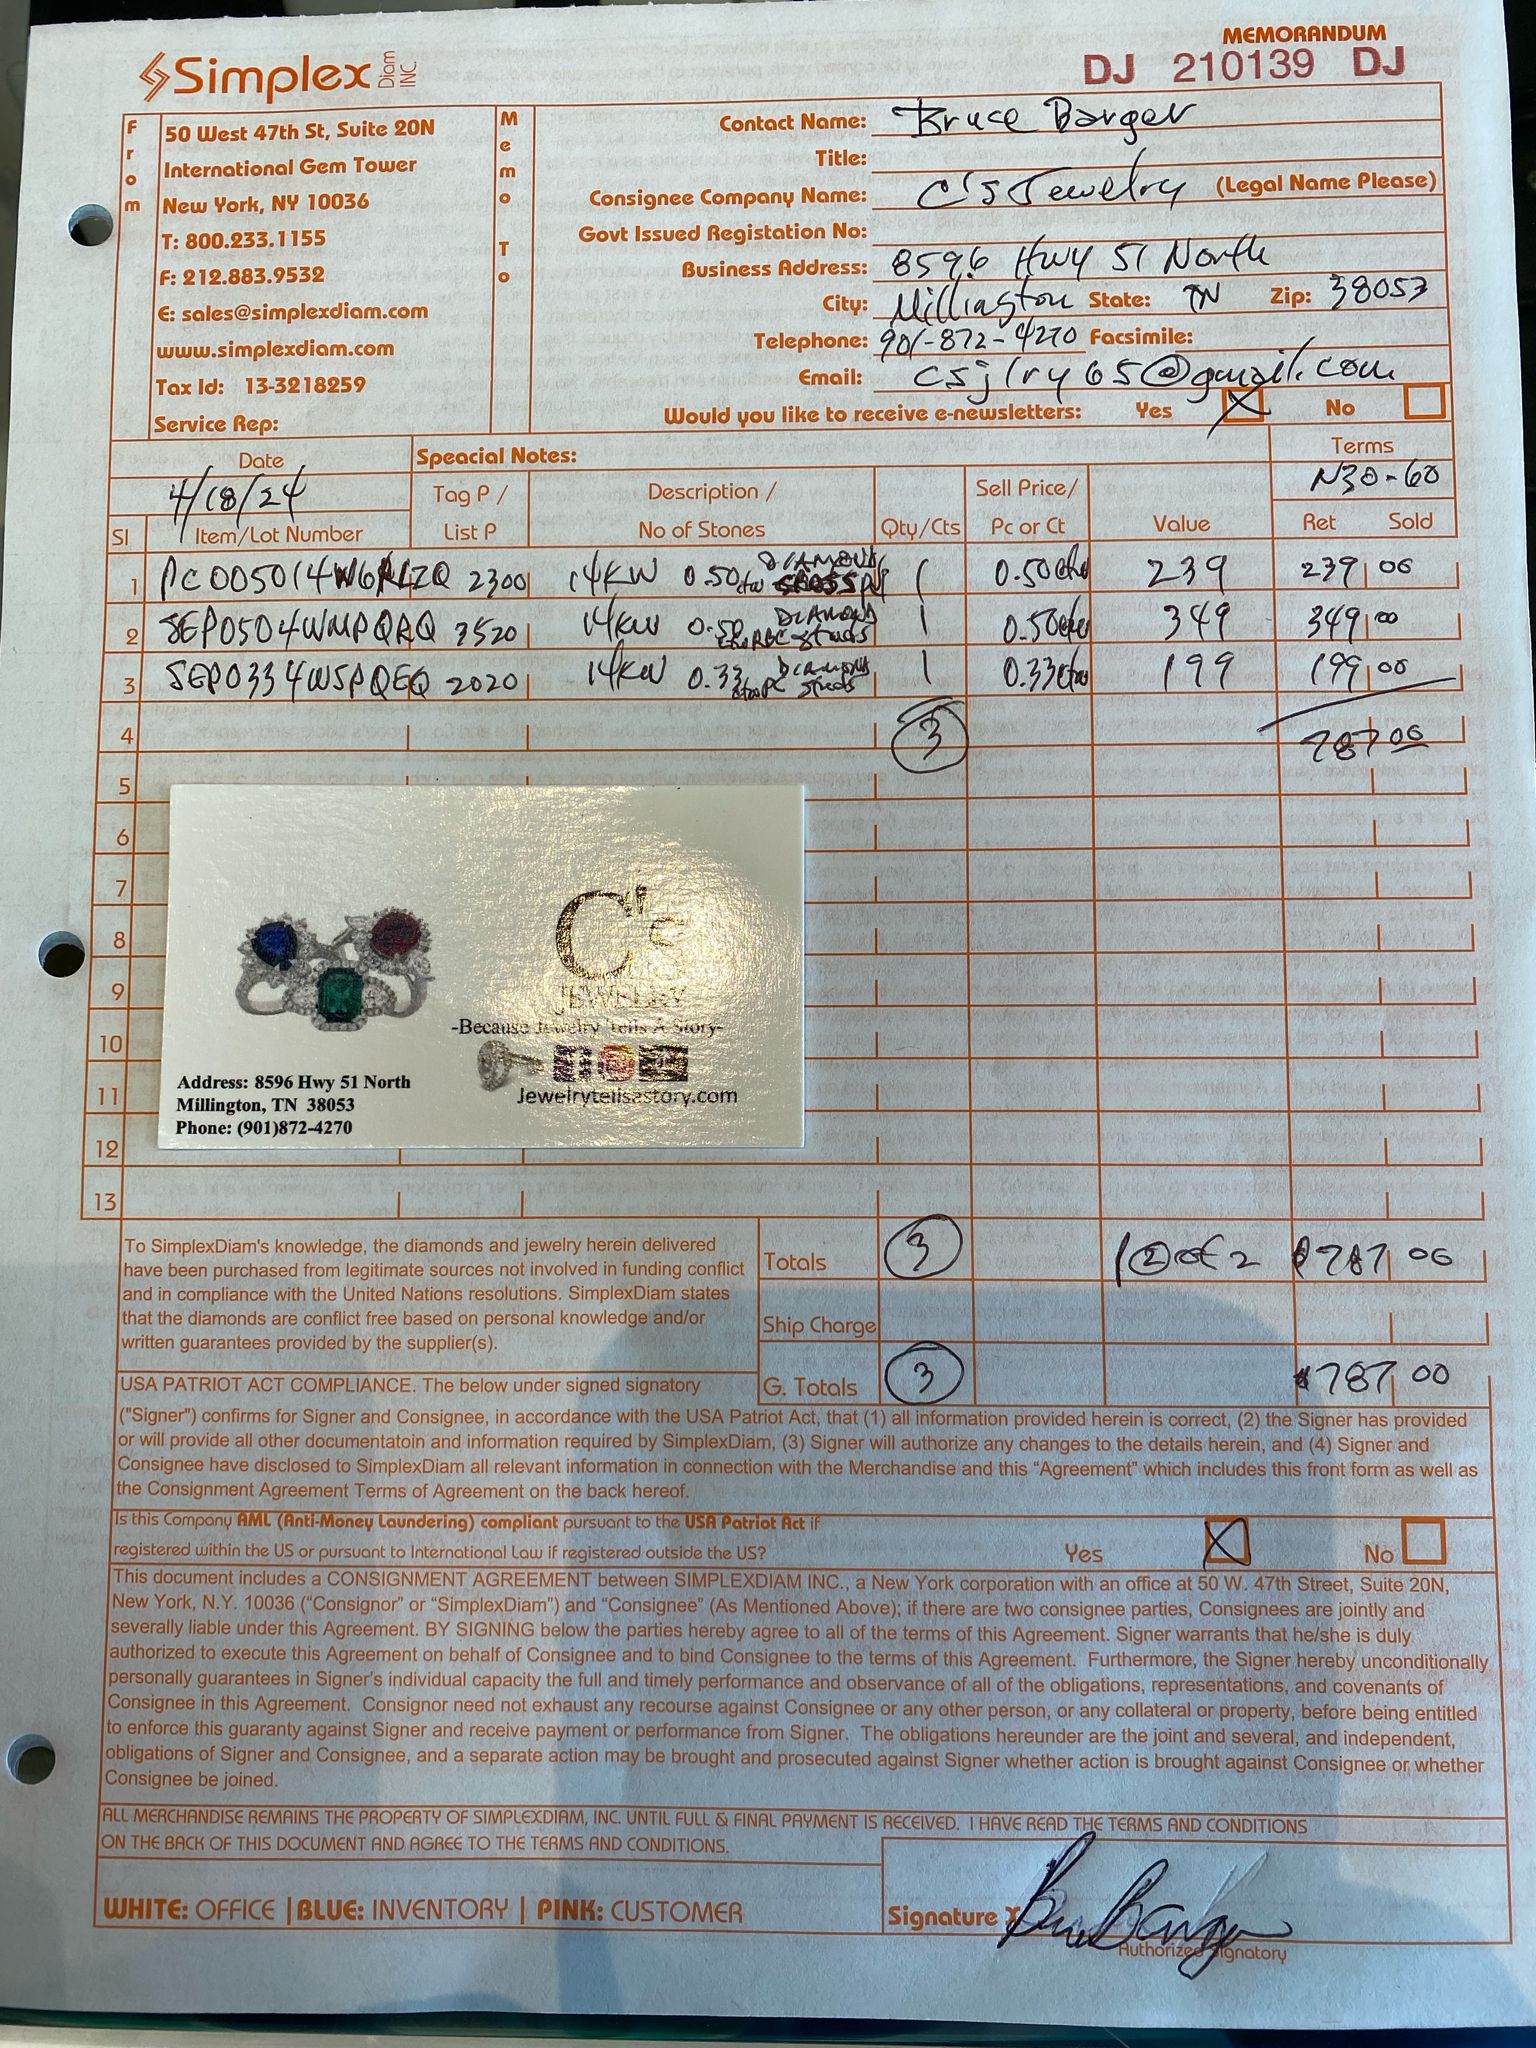 MEMORANDUM
Simplex Diam INC.
DJ 210139 DJ
From
50 West 47th St, Suite 20N
International Gem Tower
New York, NY 10036
T: 800.233.1155
F: 212.883.9532
E: sales@simplexdiam.com
www.simplexdiam.com
Tax Id: 13-3218259
Service Rep:
Memo To
Contact Name: Bruce Barger
Title:
Consignee Company Name: C's Jewelry (Legal Name Please)
Govt Issued Registation No:
Business Address: 8596 Hwy 51 North
City: Millington State: TN Zip: 38053
Telephone: 901-872-4270 Facsimile:
Email: csjlry65@gmail.com
Would you like to receive e-newsletters: Yes X No
Date Speacial Notes: Terms
4/18/24 N30-60
Sl Item/Lot Number Tag P / List P Description / No of Stones Qty/Cts Sell Price/ Pc or Ct Value Ret Sold
1 2300 14KW 0.50ctw DIAMOND 1 0.50ctw 239 239 00
2 SEP0504WMPQRQ 3520 14KW 0.50 DIAMOND studs 1 0.50ctw 349 349 00
3 SEP0334WSPQEQ 2020 14KW 0.33ctw PC DIAMOND studs 1 0.33ctw 199 199 00
4 3 787 00
5
6
7
8
9
10
11
12
13
C's
JEWELRY
-Because Jewelry Tells A Story-
Jewelrytellsastory.com
Address: 8596 Hwy 51 North
Millington, TN 38053
Phone: (901)872-4270
To SimplexDiam's knowledge, the diamonds and jewelry herein delivered
have been purchased from legitimate sources not involved in funding conflict
and in compliance with the United Nations resolutions. SimplexDiam states
that the diamonds are conflict free based on personal knowledge and/or
written guarantees provided by the supplier(s).
Totals 3 2 of 2 $787 00
Ship Charge
G. Totals 3 $787 00
USA PATRIOT ACT COMPLIANCE. The below under signed signatory
("Signer") confirms for Signer and Consignee, in accordance with the USA Patriot Act, that (1) all information provided herein is correct, (2) the Signer has provided
or will provide all other documentatoin and information required by SimplexDiam, (3) Signer will authorize any changes to the details herein, and (4) Signer and
Consignee have disclosed to SimplexDiam all relevant information in connection with the Merchandise and this "Agreement" which includes this front form as well as
the Consignment Agreement Terms of Agreement on the back hereof.
Is this Company AML (Anti-Money Laundering) compliant pursuant to the USA Patriot Act if
registered within the US or pursuant to International Law if registered outside the US? Yes X No
This document includes a CONSIGNMENT AGREEMENT between SIMPLEXDIAM INC., a New York corporation with an office at 50 W. 47th Street, Suite 20N,
New York, N.Y. 10036 ("Consignor" or "SimplexDiam") and "Consignee" (As Mentioned Above); if there are two consignee parties, Consignees are jointly and
severally liable under this Agreement. BY SIGNING below the parties hereby agree to all of the terms of this Agreement. Signer warrants that he/she is duly
authorized to execute this Agreement on behalf of Consignee and to bind Consignee to the terms of this Agreement. Furthermore, the Signer hereby unconditionally
personally guarantees in Signer's individual capacity the full and timely performance and observance of all of the obligations, representations, and covenants of
Consignee in this Agreement. Consignor need not exhaust any recourse against Consignee or any other person, or any collateral or property, before being entitled
to enforce this guaranty against Signer and receive payment or performance from Signer. The obligations hereunder are the joint and several, and independent,
obligations of Signer and Consignee, and a separate action may be brought and prosecuted against Signer whether action is brought against Consignee or whether
Consignee be joined.
ALL MERCHANDISE REMAINS THE PROPERTY OF SIMPLEXDIAM, INC. UNTIL FULL & FINAL PAYMENT IS RECEIVED. I HAVE READ THE TERMS AND CONDITIONS
ON THE BACK OF THIS DOCUMENT AND AGREE TO THE TERMS AND CONDITIONS.
WHITE: OFFICE | BLUE: INVENTORY | PINK: CUSTOMER
Signature X Bruce Barger
Authorized Signatory